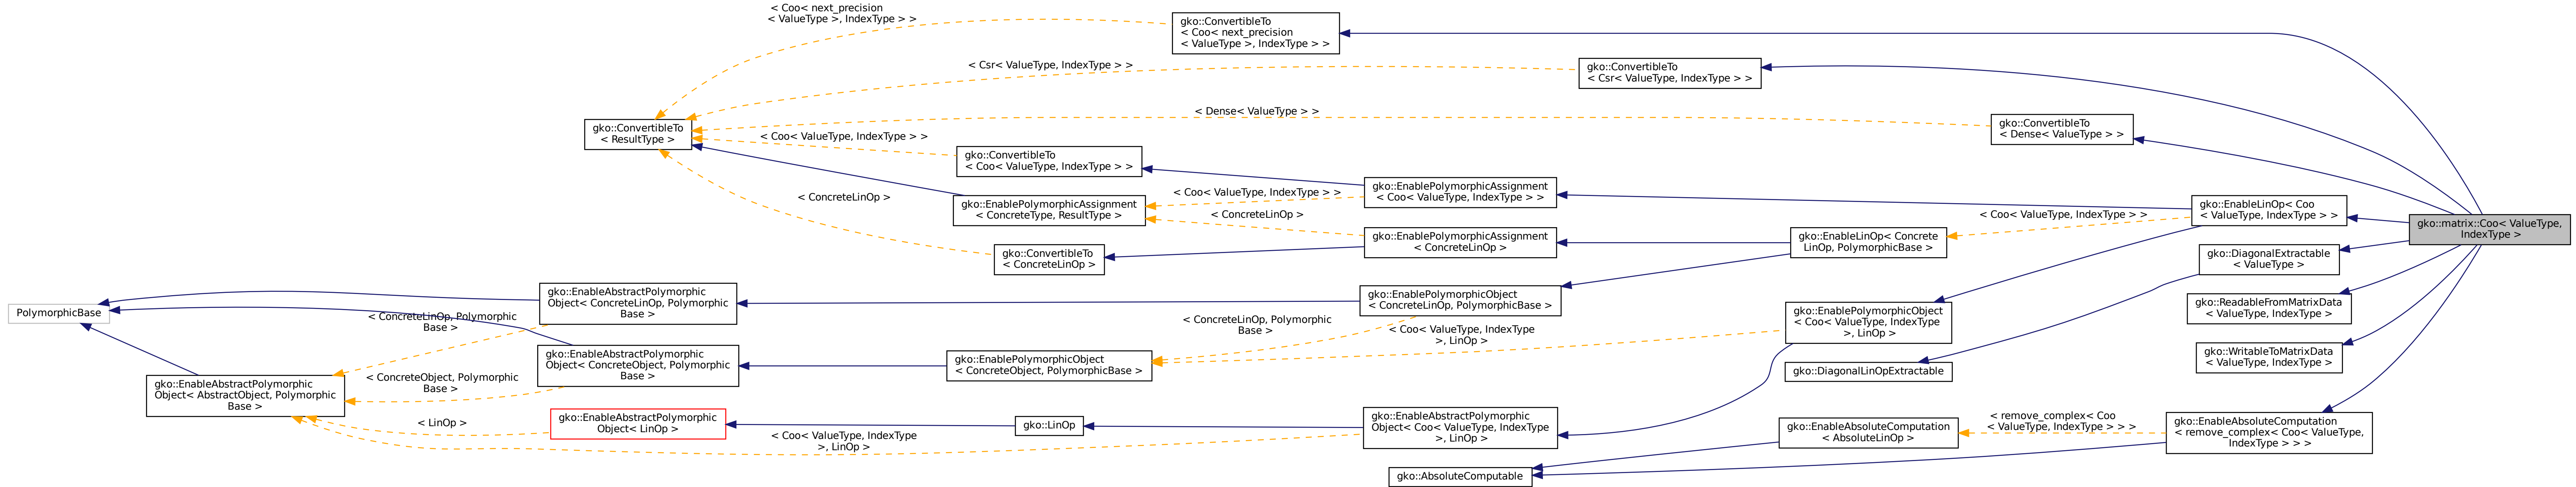 < Coo< next_precision
< ValueType >, IndexType > >
gko::ConvertibleTo
< Coo< next_precision
< ValueType >, IndexType > >
< Csr< ValueType, IndexType > >
gko::ConvertibleTo
< Csr< ValueType, IndexType > >
< Dense< ValueType > >
gko::ConvertibleTo
< Dense< ValueType > >
gko::ConvertibleTo
< ResultType >
< Coo< ValueType, IndexType > >
gko::ConvertibleTo
< Coo< ValueType, IndexType > >
< ConcreteLinOp >
gko::EnablePolymorphicAssignment
< ConcreteType, ResultType >
< Coo< ValueType, IndexType > >
< ConcreteLinOp >
gko::EnablePolymorphicAssignment
< Coo< ValueType, IndexType > >
gko::EnablePolymorphicAssignment
< ConcreteLinOp >
gko::EnableLinOp< Concrete
LinOp, PolymorphicBase >
< Coo< ValueType, IndexType > >
gko::EnableLinOp< Coo
< ValueType, IndexType > >
gko::matrix::Coo< ValueType,
IndexType >
gko::ConvertibleTo
< ConcreteLinOp >
gko::DiagonalExtractable
< ValueType >
PolymorphicBase
gko::EnableAbstractPolymorphic
Object< ConcreteLinOp, Polymorphic
Base >
< ConcreteLinOp, Polymorphic
Base >
gko::EnablePolymorphicObject
< ConcreteLinOp, PolymorphicBase >
< ConcreteLinOp, Polymorphic
Base >
< Coo< ValueType, IndexType
>, LinOp >
gko::EnablePolymorphicObject
< Coo< ValueType, IndexType
>, LinOp >
gko::ReadableFromMatrixData
< ValueType, IndexType >
gko::WritableToMatrixData
< ValueType, IndexType >
gko::EnableAbstractPolymorphic
Object< ConcreteObject, Polymorphic
Base >
gko::EnablePolymorphicObject
< ConcreteObject, PolymorphicBase >
gko::DiagonalLinOpExtractable
gko::EnableAbstractPolymorphic
Object< AbstractObject, Polymorphic
Base >
< ConcreteObject, Polymorphic
Base >
< LinOp >
gko::EnableAbstractPolymorphic
Object< LinOp >
< Coo< ValueType, IndexType
>, LinOp >
gko::LinOp
gko::EnableAbstractPolymorphic
Object< Coo< ValueType, IndexType
>, LinOp >
gko::EnableAbsoluteComputation
< AbsoluteLinOp >
< remove_complex< Coo
< ValueType, IndexType > > >
gko::EnableAbsoluteComputation
< remove_complex< Coo< ValueType,
IndexType > > >
gko::AbsoluteComputable